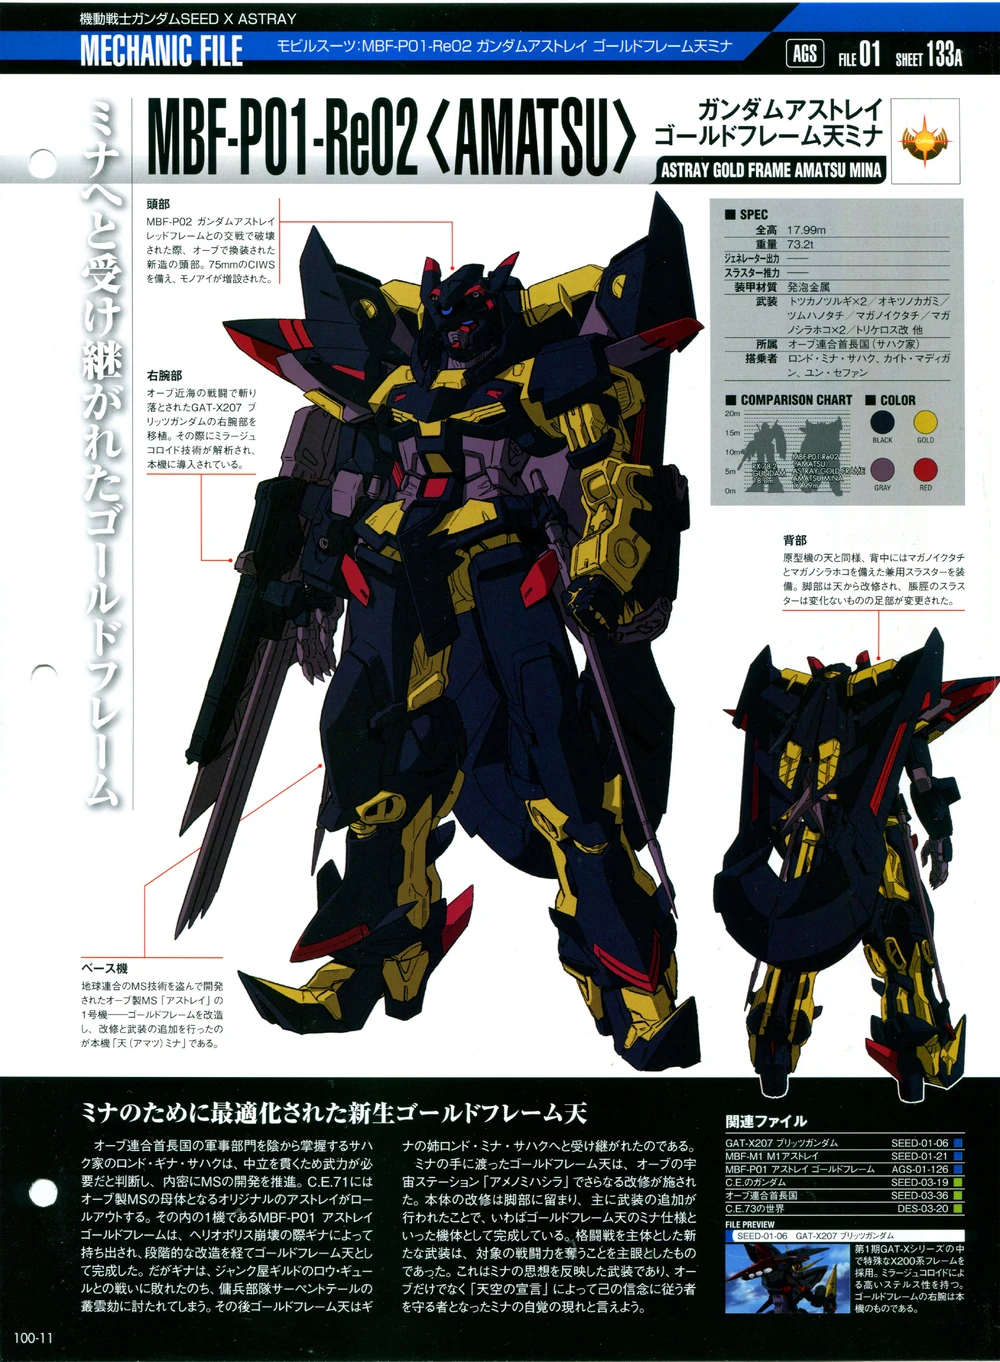 機動戦士ガンダムSEED X ASTRAY
MECHANIC FILE
モビルスーツ:MBF-P01-Re02 ガンダムアストレイ ゴールドフレーム天ミナ
AGS
FILE 01 SHEET 133A
ミナへと受け継がれたゴールドフレーム
MBF-P01-Re02〈AMATSU〉
ガンダムアストレイ
ゴールドフレーム天ミナ
ASTRAY GOLD FRAME AMATSU MINA
頭部
MBF-P02 ガンダムアストレイ
レッドフレームとの交戦で破壊
された際、オーブで換装された
新造の頭部。75mmのCIWS
を備え、モノアイが増設された。
右腕部
オーブ近海の戦闘で斬り
落とされたGAT-X207 ブ
リッツガンダムの右腕部を
移植。その際にミラージュ
コロイド技術が解析され、
本機に導入されている。
■ SPEC
全高 17.99m
重量 73.2t
ジェネレーター出力 ——
スラスター推力 ——
装甲材質 発泡金属
武装 トツカノツルギ×2／オキツノカガミ／
ツムハノタチ／マガノイクタチ／マガ
ノシラホコ×2／トリケロス改 他
所属 オーブ連合首長国（サハク家）
搭乗者 ロンド・ミナ・サハク、カイト・マディガ
ン、ユン・セファン
■ COMPARISON CHART
20m
15m
10m
5m
0m
RX-78-2
GUNDAM
18.0m
MBF-P01-Re02
〈AMATSU〉
ASTRAY GOLD FRAME
AMATSU MINA
17.99m
■ COLOR
BLACK
GOLD
GRAY
RED
背部
原型機の天と同様、背中にはマガノイクタチ
とマガノシラホコを備えた兼用スラスターを装
備。脚部は天から改修され、脹脛のスラス
ターは変化ないものの足部が変更された。
ベース機
地球連合のMS技術を盗んで開発
されたオーブ製MS「アストレイ」の
1号機——ゴールドフレームを改造
し、改修と武装の追加を行ったの
が本機「天（アマツ）ミナ」である。
ミナのために最適化された新生ゴールドフレーム天
オーブ連合首長国の軍事部門を陰から掌握するサハ
ク家のロンド・ギナ・サハクは、中立を貫くため武力が必
要だと判断し、内密にMSの開発を推進。C.E.71には
オーブ製MSの母体となるオリジナルのアストレイがロー
ルアウトする。その内の1機であるMBF-P01 アストレイ
ゴールドフレームは、ヘリオポリス崩壊の際ギナによって
持ち出され、段階的な改造を経てゴールドフレーム天とし
て完成した。だがギナは、ジャンク屋ギルドのロウ・ギュー
ルとの戦いに敗れたのち、傭兵部隊サーペントテールの
叢雲劾に討たれてしまう。その後ゴールドフレーム天はギ
ナの姉ロンド・ミナ・サハクへと受け継がれたのである。
ミナの手に渡ったゴールドフレーム天は、オーブの宇
宙ステーション「アメノミハシラ」でさらなる改修が施され
た。本体の改修は脚部に留まり、主に武装の追加が
行われたことで、いわばゴールドフレーム天のミナ仕様と
いった機体として完成している。格闘戦を主体とした新
たな武装は、対象の戦闘力を奪うことを主眼としたもの
であった。これはミナの思想を反映した武装であり、オー
ブだけでなく「天空の宣言」によって己の信念に従う者
を守る者となったミナの自覚の現れと言えよう。
関連ファイル
GAT-X207 ブリッツガンダム SEED-01-06
MBF-M1 M1アストレイ SEED-01-21
MBF-P01 アストレイ ゴールドフレーム AGS-01-126
C.E.のガンダム SEED-03-19
オーブ連合首長国 SEED-03-36
C.E.73の世界 DES-03-20
FILE PREVIEW
SEED-01-06 GAT-X207 ブリッツガンダム
第1期GAT-Xシリーズの中
で特殊なX200系フレームを
採用。ミラージュコロイドによ
る高いステルス性を持つ。
ゴールドフレームの右腕は本
機のものである。
100-11